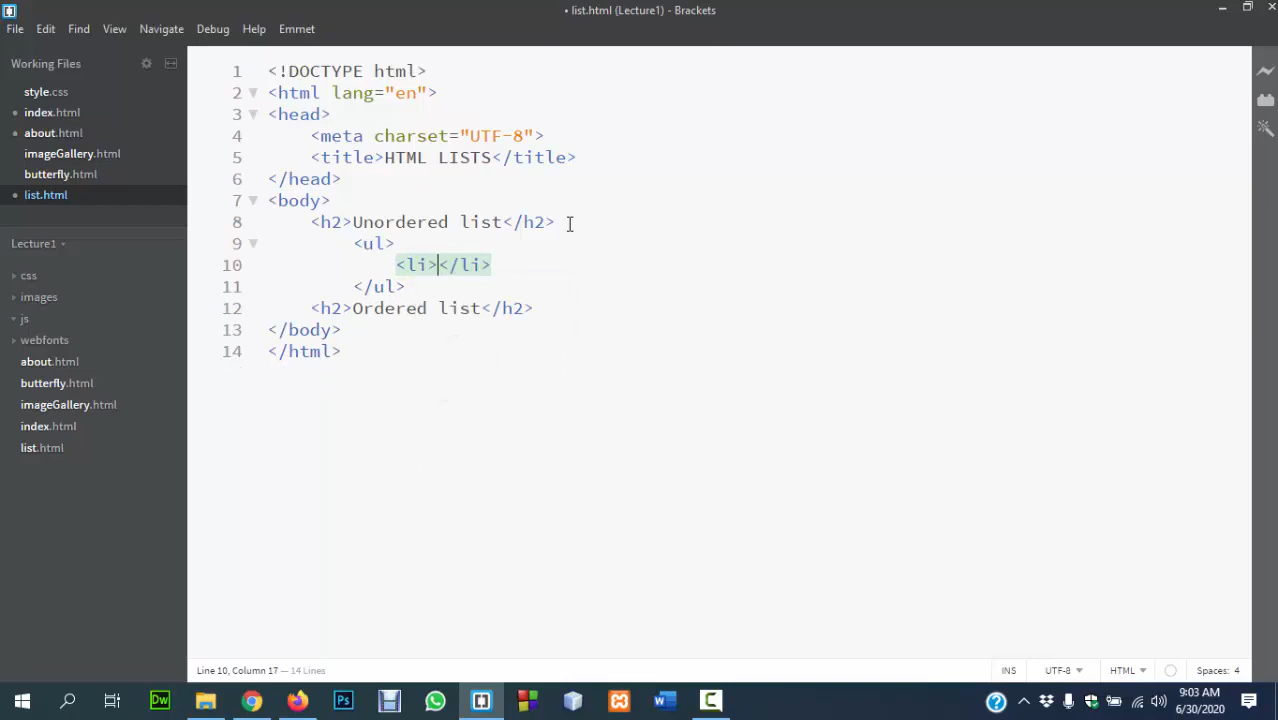 • list.html (Lecture1) - Brackets
File Edit Find View Navigate Debug Help Emmet
Working Files
style.css
index.html
about.html
imageGallery.html
butterfly.html
list.html
Lecture1
css
images
js
webfonts
about.html
butterfly.html
imageGallery.html
index.html
list.html
1 <!DOCTYPE html>
2 <html lang="en">
3 <head>
4 <meta charset="UTF-8">
5 <title>HTML LISTS</title>
6 </head>
7 <body>
8 <h2>Unordered list</h2>
9 <ul>
10 <li></li>
11 </ul>
12 <h2>Ordered list</h2>
13 </body>
14 </html>
Line 10, Column 17 — 14 Lines
INS UTF-8 HTML Spaces: 4
Dw Ps W C
9:03 AM
6/30/2020